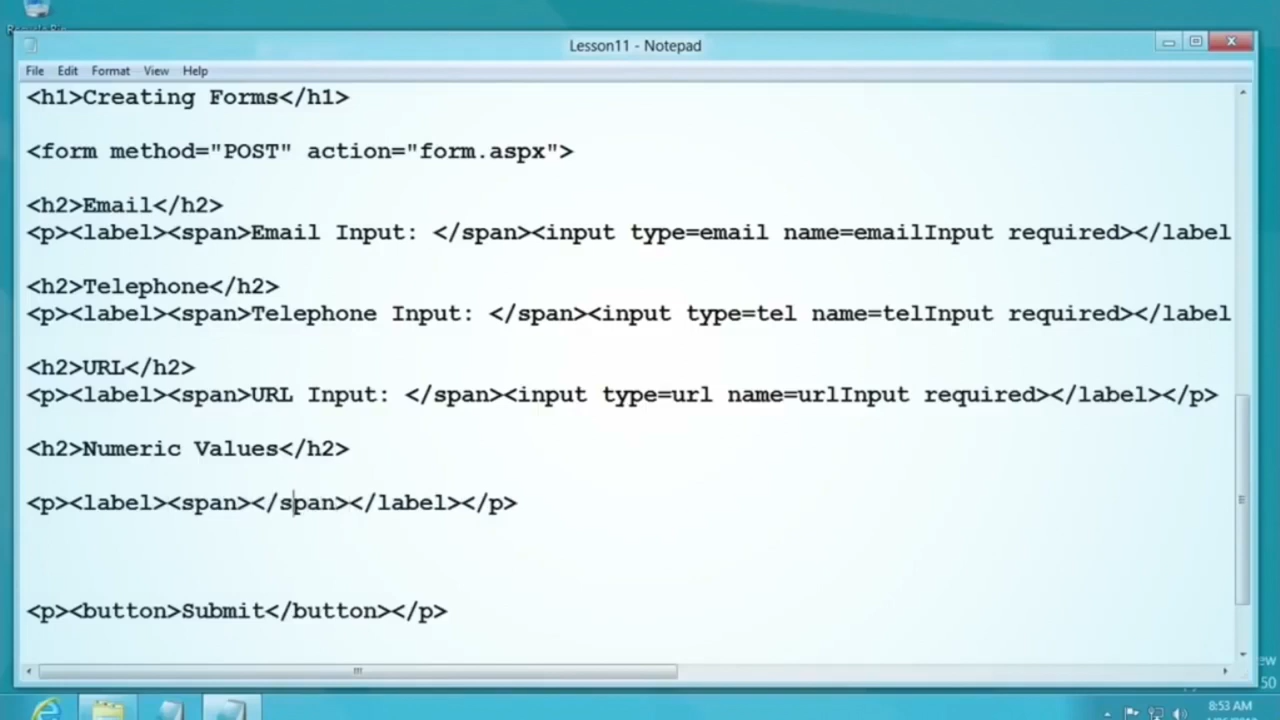 Lesson11 - Notepad
File Edit Format View Help
<h1>Creating Forms</h1>
<form method="POST" action="form.aspx">
<h2>Email</h2>
<p><label><span>Email Input: </span><input type=email name=emailInput required></label
<h2>Telephone</h2>
<p><label><span>Telephone Input: </span><input type=tel name=telInput required></label
<h2>URL</h2>
<p><label><span>URL Input: </span><input type=url name=urlInput required></label></p>
<h2>Numeric Values</h2>
<p><label><span></span></label></p>
<p><button>Submit</button></p>
50
8:53 AM